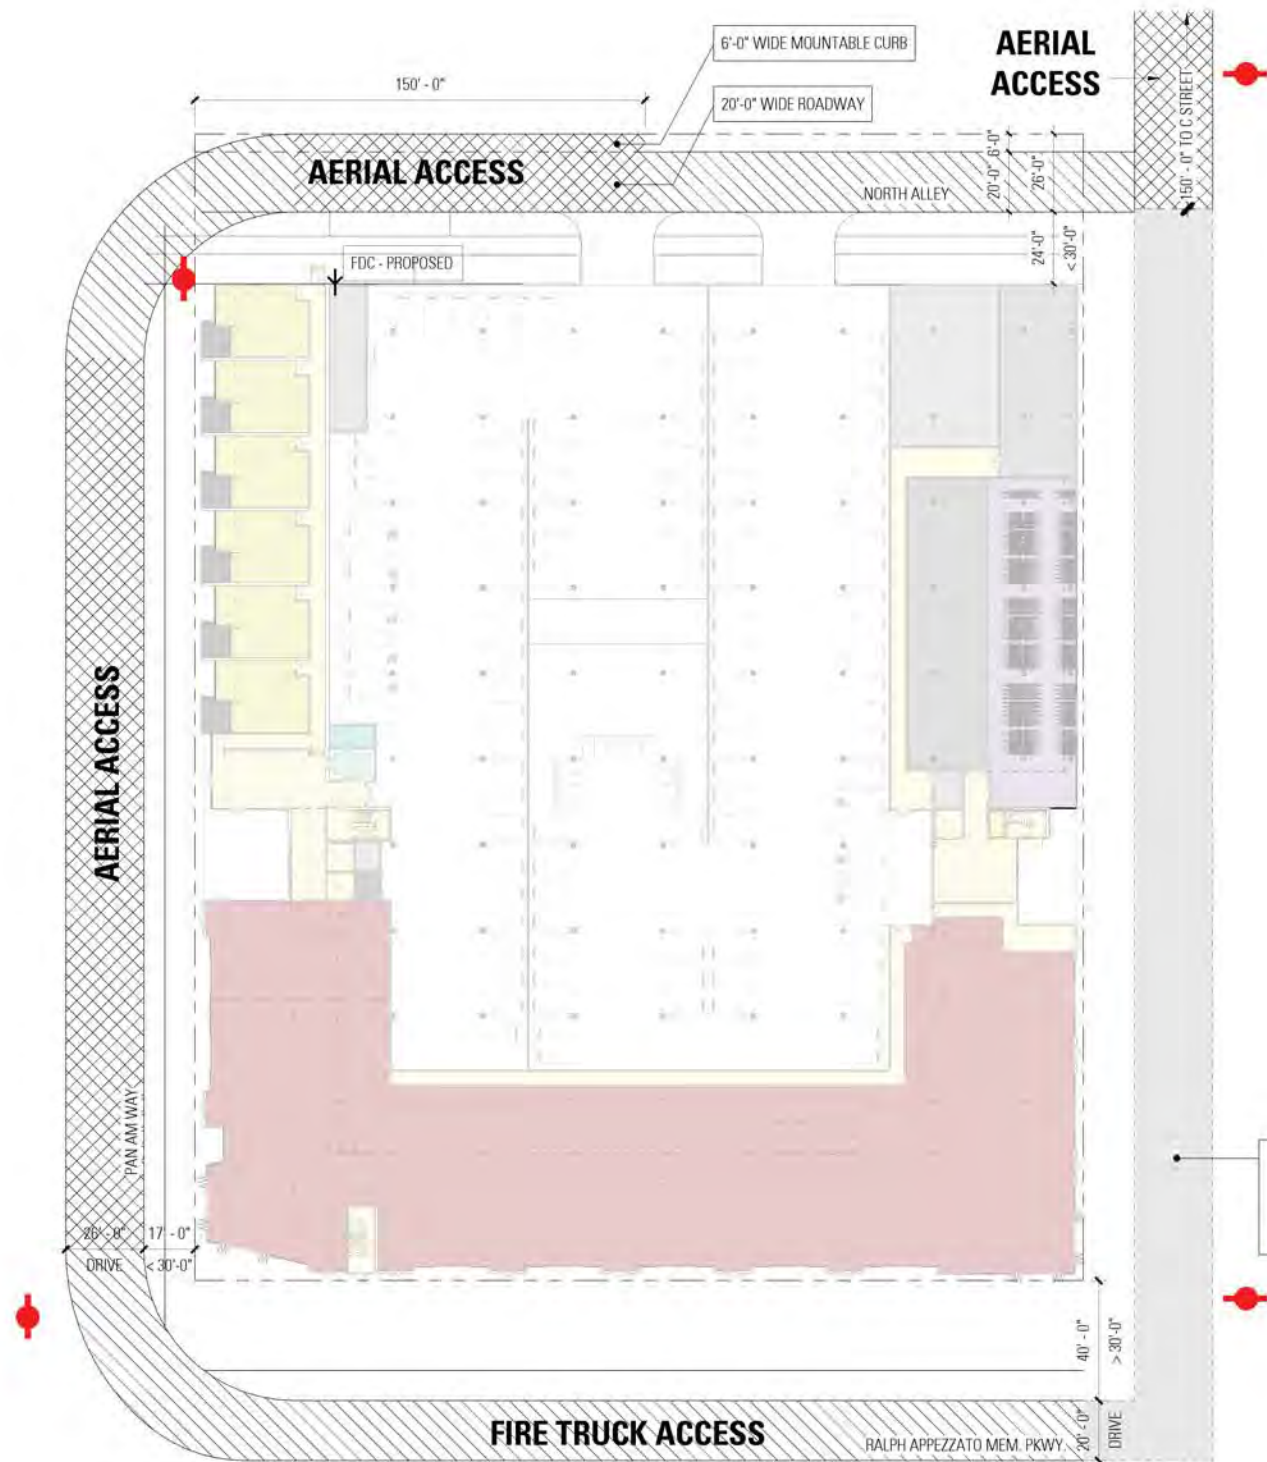 6'-0" WIDE MOUNTABLE CURB
AERIAL
ACCESS
150' - 0"
20'-0" WIDE ROADWAY
150' - 0" TO C STREET
AERIAL ACCESS
6'-0"
20'-0"
26'-0"
NORTH ALLEY
24'-0"
< 30'-0"
FDC - PROPOSED
AERIAL ACCESS
PAN AM WAY
26' - 0"
17' - 0"
DRIVE
< 30'-0"
40' - 0"
> 30'-0"
FIRE TRUCK ACCESS
RALPH APPEZZATO MEM. PKWY.
20' - 0"
DRIVE